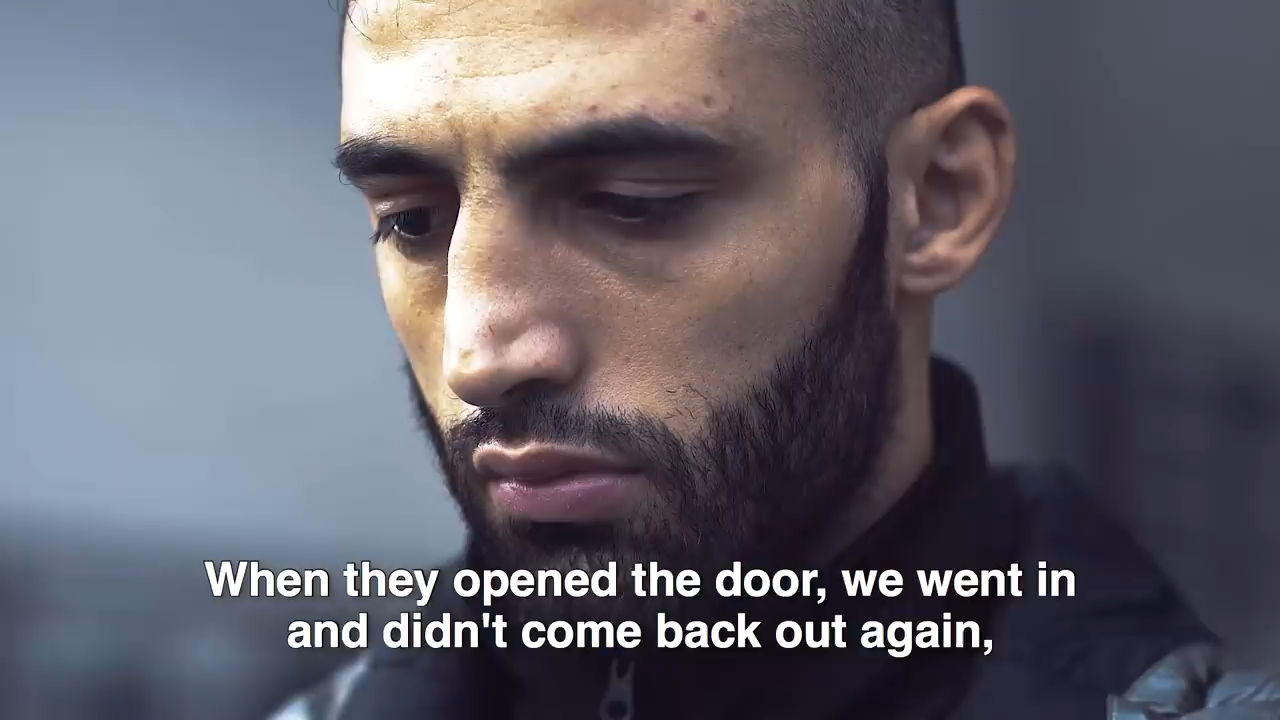 When they opened the door, we went in
and didn't come back out again,